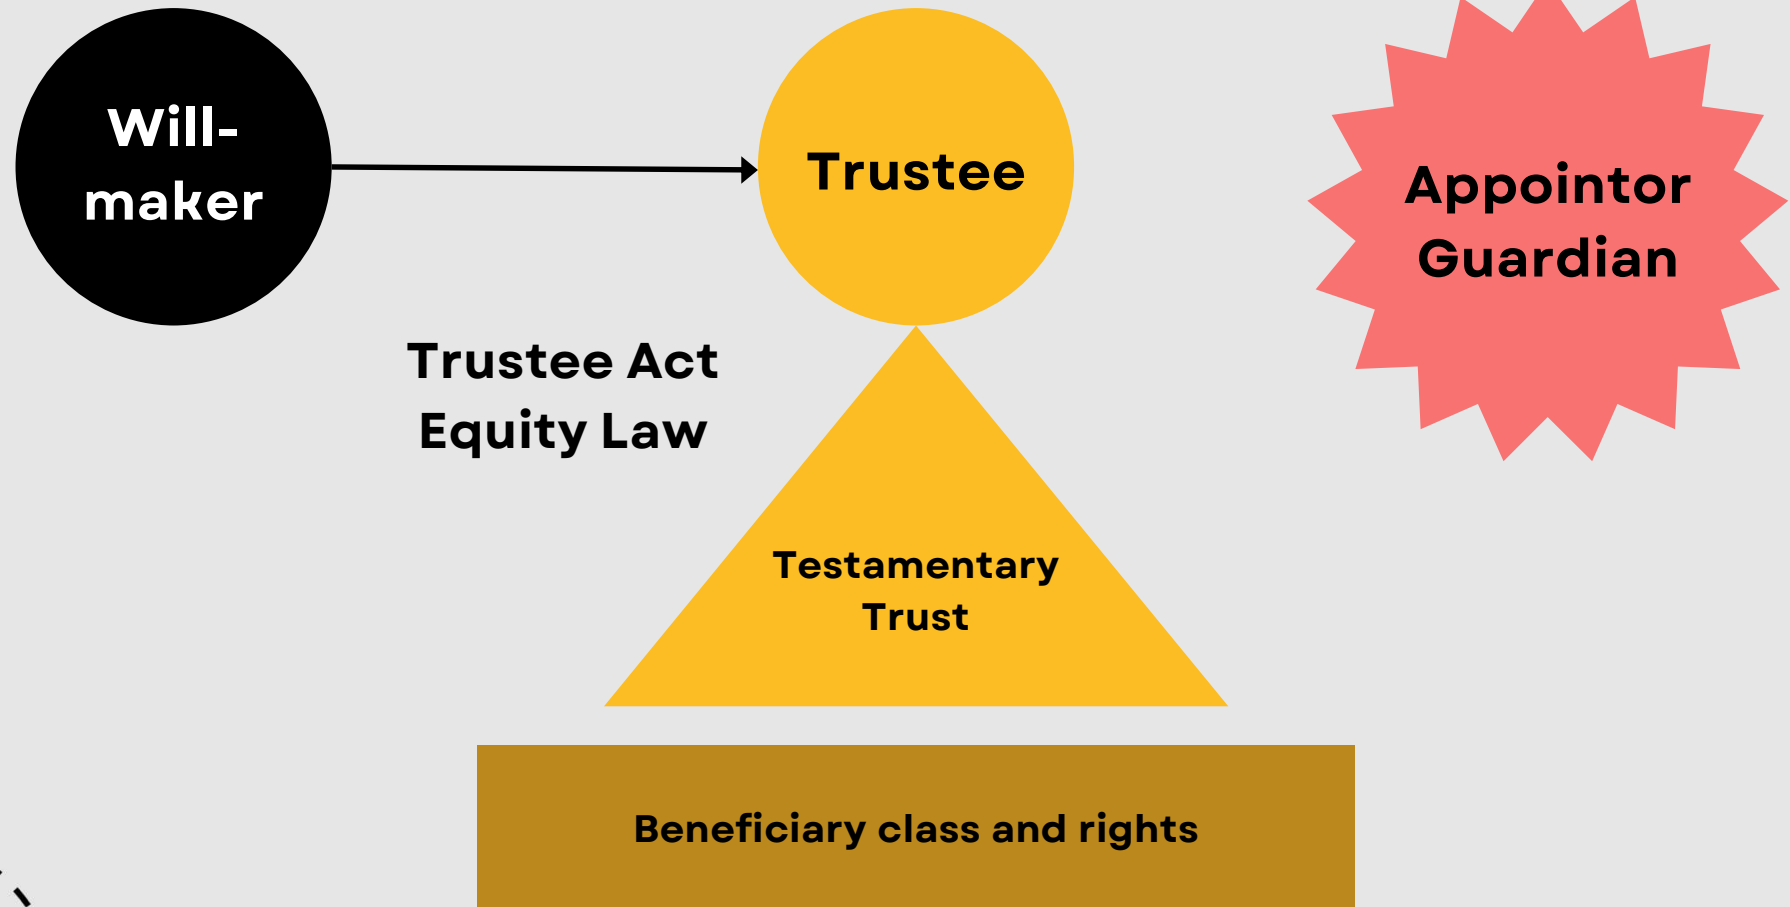 Will-
maker
Trustee
Appointor
Guardian
Trustee Act
Equity Law
Testamentary
Trust
Beneficiary class and rights